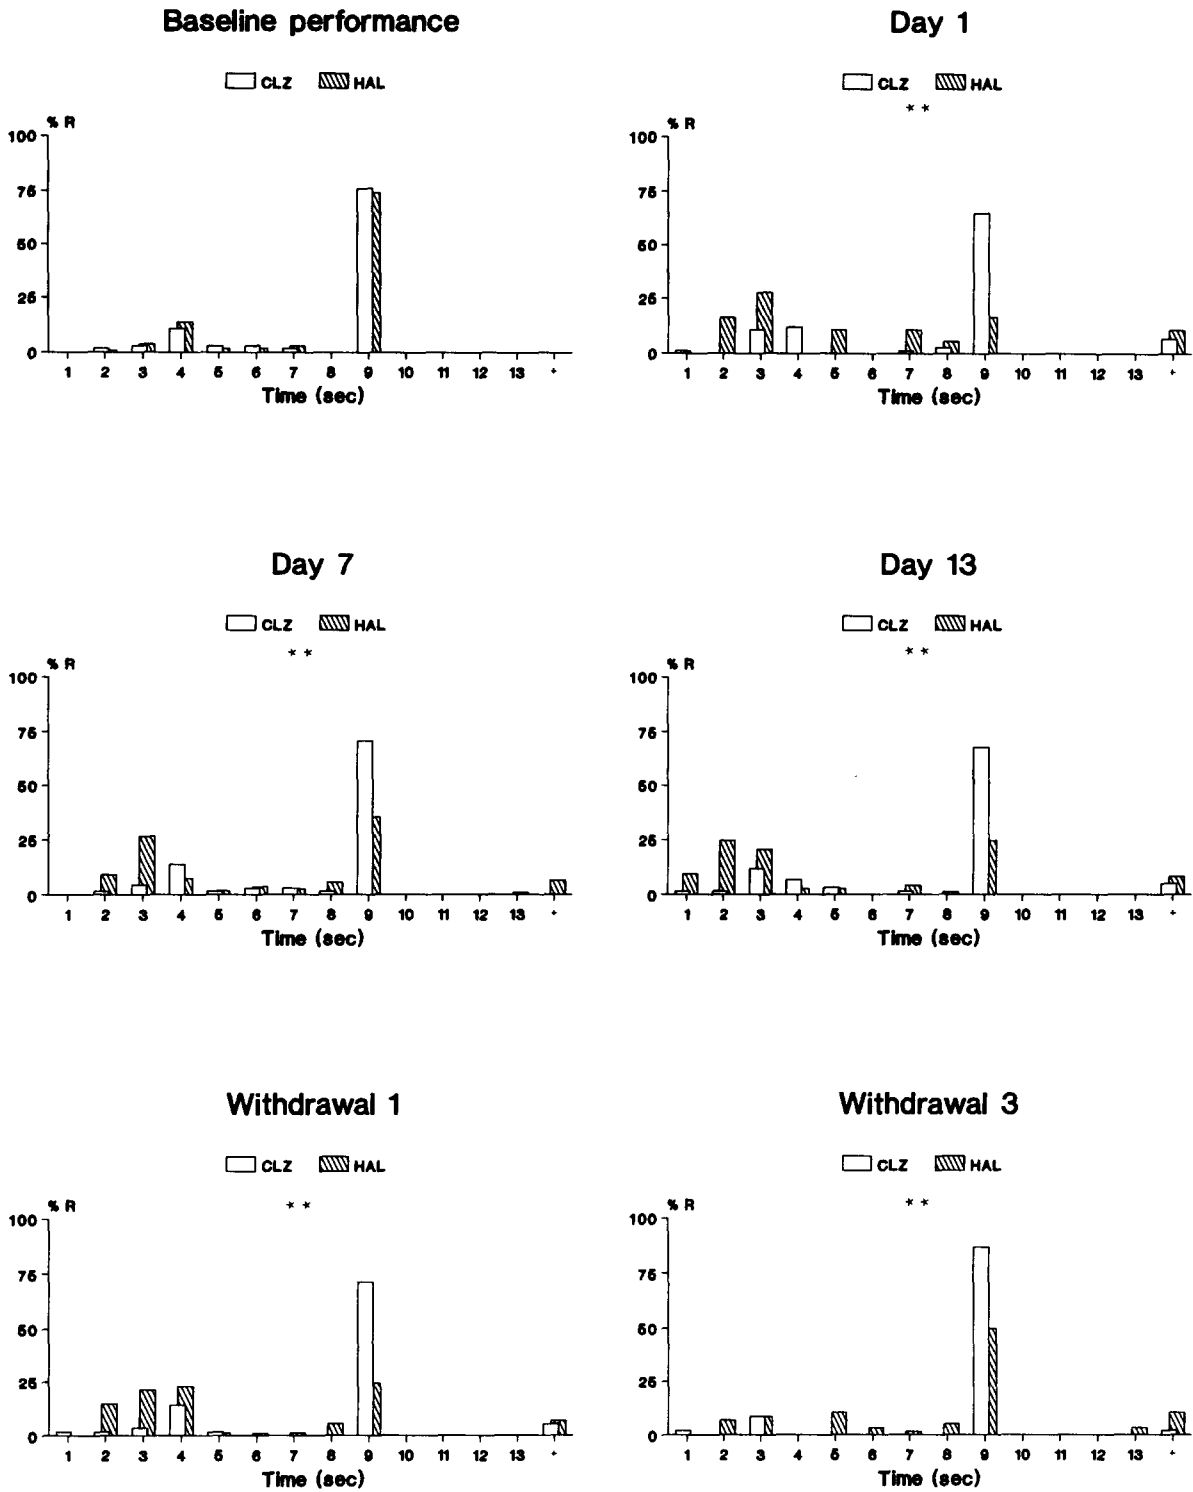 Baseline performance
CLZ HAL
% R
100
75
50
25
0
1 2 3 4 5 6 7 8 9 10 11 12 13 +
Time (sec)
Day 1
CLZ HAL
* *
% R
100
75
50
25
0
1 2 3 4 5 6 7 8 9 10 11 12 13 +
Time (sec)
Day 7
CLZ HAL
* *
% R
100
75
50
25
0
1 2 3 4 5 6 7 8 9 10 11 12 13 +
Time (sec)
Day 13
CLZ HAL
* *
% R
100
75
50
25
0
1 2 3 4 5 6 7 8 9 10 11 12 13 +
Time (sec)
Withdrawal 1
CLZ HAL
* *
% R
100
75
50
25
0
1 2 3 4 5 6 7 8 9 10 11 12 13 +
Time (sec)
Withdrawal 3
CLZ HAL
* *
% R
100
75
50
25
0
1 2 3 4 5 6 7 8 9 10 11 12 13 +
Time (sec)